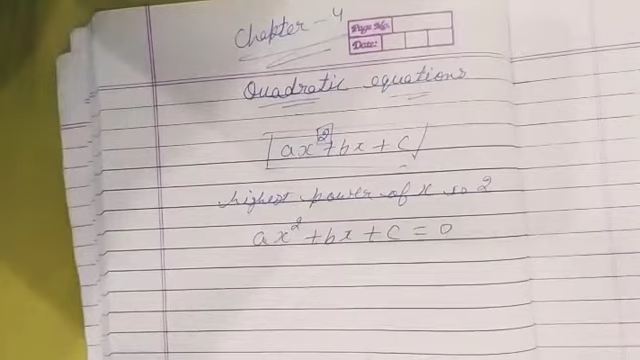 Chapter - 4
Page No.
Date:
Quadratic equations
ax²+bx+c
highest power of x is 2
ax²+bx+c=0